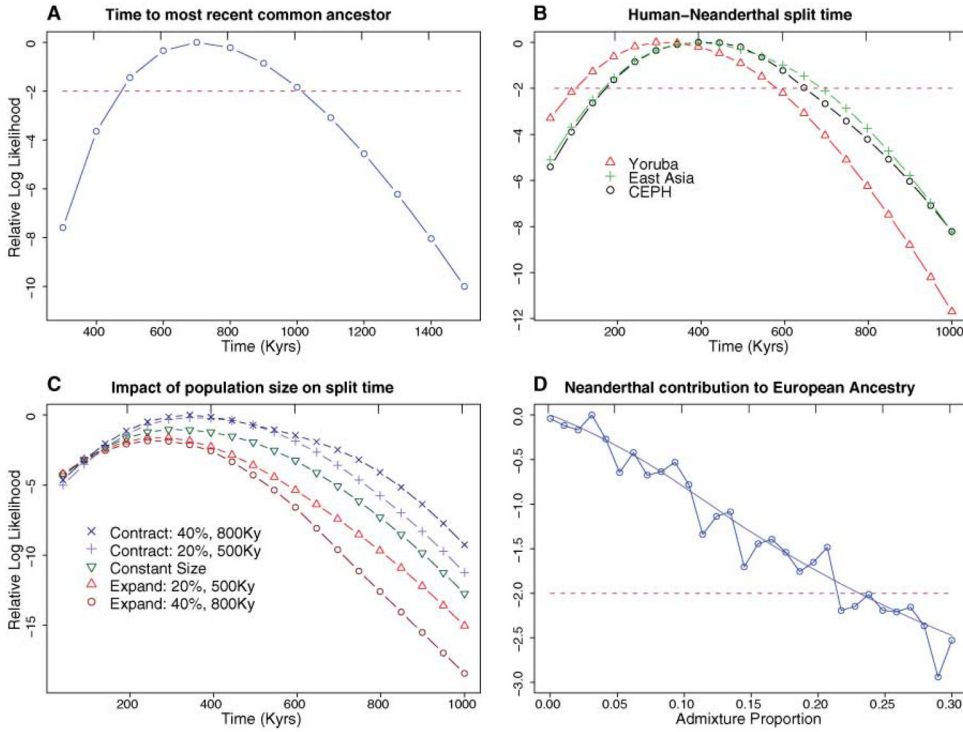 A Time to most recent common ancestor
Relative Log Likelihood
0
-2
-4
-6
-8
-10
400 600 800 1000 1200 1400
Time (Kyrs)
B Human-Neanderthal split time
0
-2
-4
-6
-8
-10
-12
Yoruba
East Asia
CEPH
200 400 600 800 1000
Time (Kyrs)
C Impact of population size on split time
Relative Log Likelihood
0
-5
-15
Contract: 40%, 800Ky
Contract: 20%, 500Ky
Constant Size
Expand: 20%, 500Ky
Expand: 40%, 800Ky
200 400 600 800 1000
Time (Kyrs)
D Neanderthal contribution to European Ancestry
0.0
-0.5
-1.0
-1.5
-2.0
-2.5
-3.0
0.00 0.05 0.10 0.15 0.20 0.25 0.30
Admixture Proportion